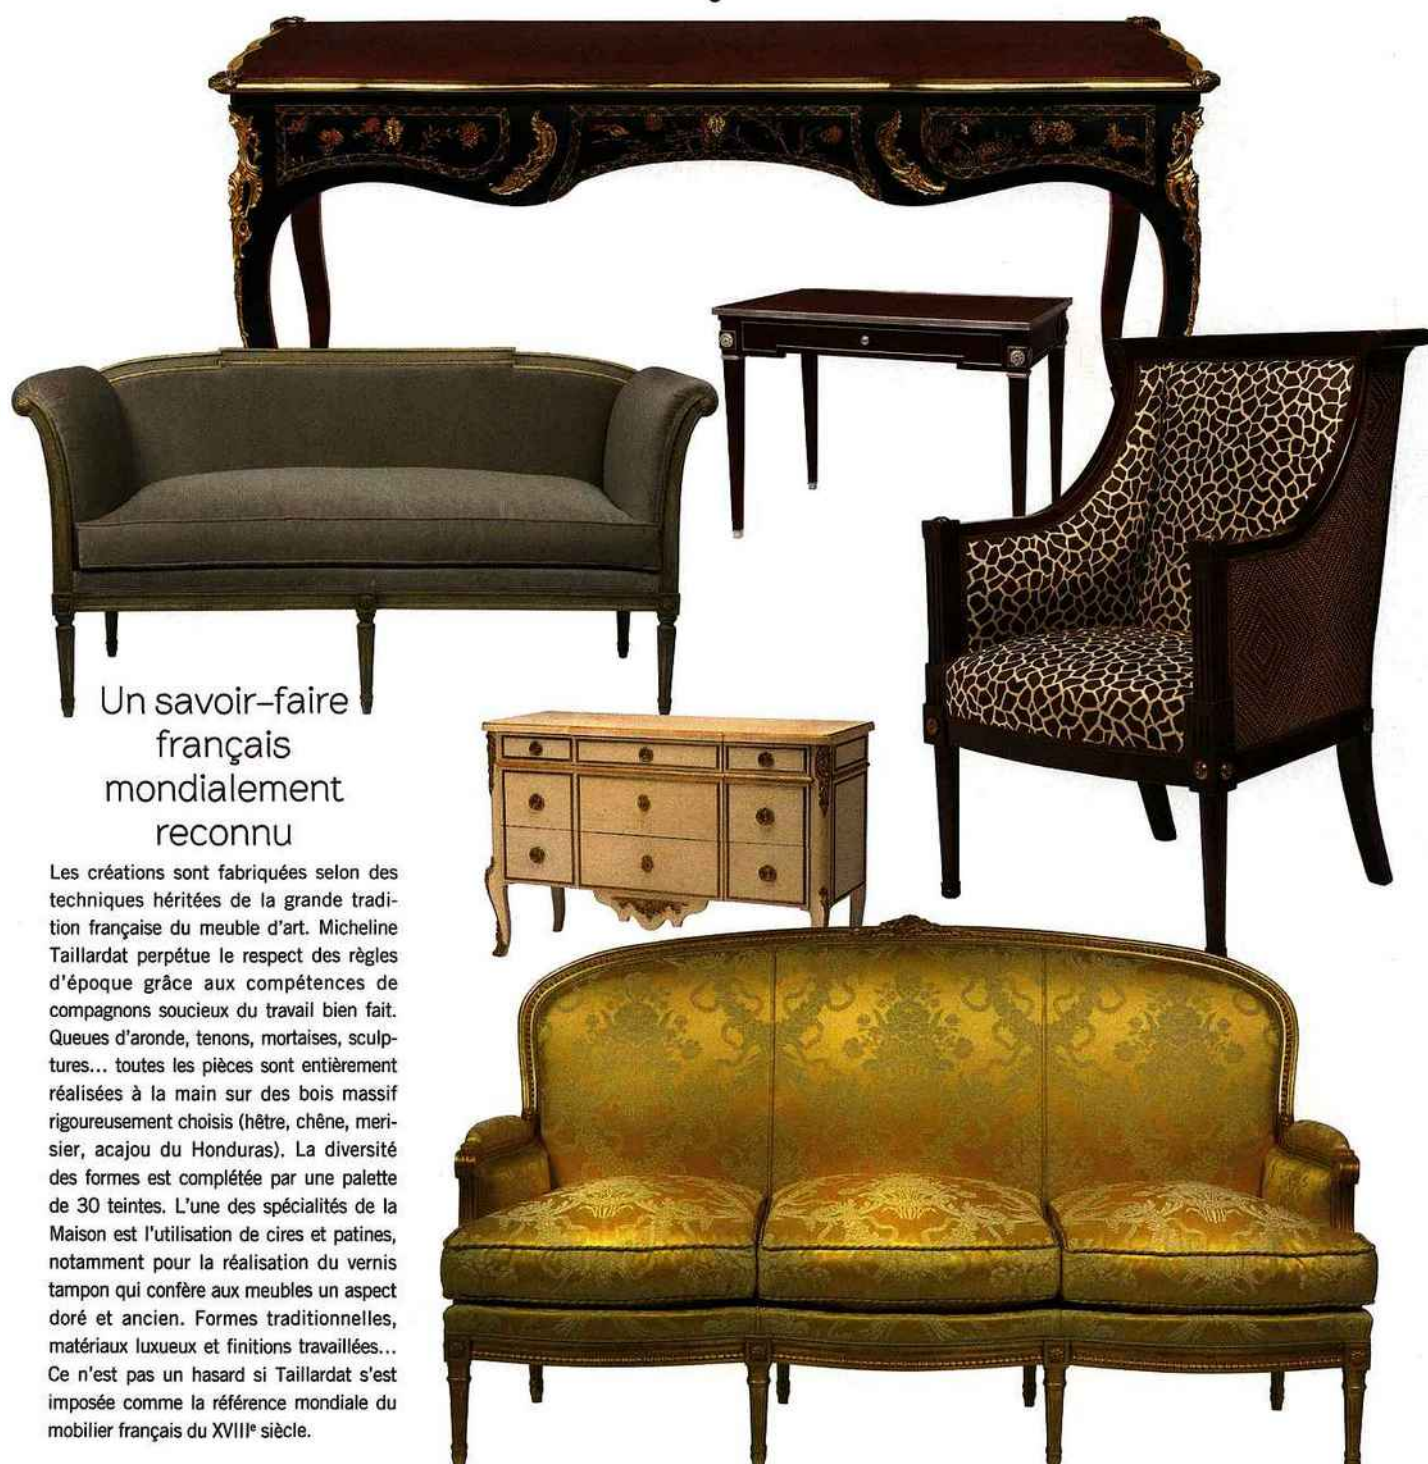 Un savoir-faire
français
mondialement
reconnu
Les créations sont fabriquées selon des
techniques héritées de la grande tradi-
tion française du meuble d'art. Micheline
Taillardat perpétue le respect des règles
d'époque grâce aux compétences de
compagnons soucieux du travail bien fait.
Queues d'aronde, tenons, mortaises, sculp-
tures... toutes les pièces sont entièrement
réalisées à la main sur des bois massif
rigoureusement choisis (hêtre, chêne, meri-
sier, acajou du Honduras). La diversité
des formes est complétée par une palette
de 30 teintes. L'une des spécialités de la
Maison est l'utilisation de cires et patines,
notamment pour la réalisation du vernis
tampon qui confère aux meubles un aspect
doré et ancien. Formes traditionnelles,
matériaux luxueux et finitions travaillées...
Ce n'est pas un hasard si Taillardat s'est
imposée comme la référence mondiale du
mobilier français du XVIIIᵉ siècle.